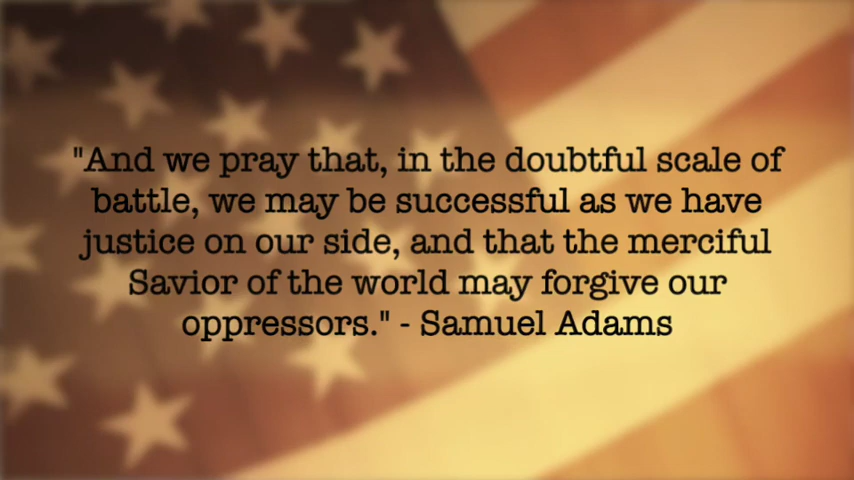 "And we pray that, in the doubtful scale of
battle, we may be successful as we have
justice on our side, and that the merciful
Savior of the world may forgive our
oppressors." - Samuel Adams